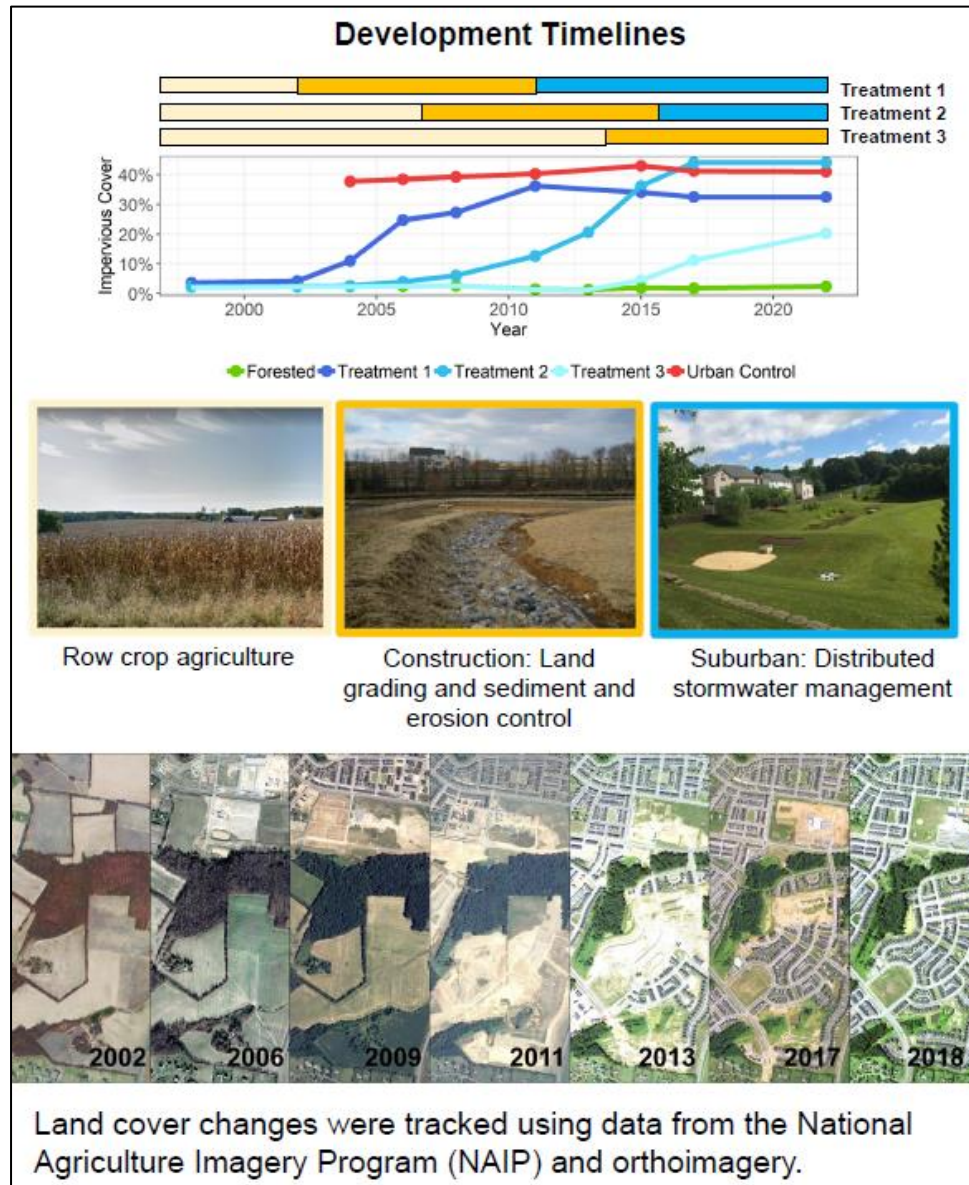 Development Timelines
Treatment 1
Treatment 2
Treatment 3
Impervious Cover
40%
30%
20%
10%
0%
2000
2005
2010
2015
2020
Year
Forested Treatment 1 Treatment 2 Treatment 3 Urban Control
Row crop agriculture
Construction: Land
grading and sediment and
erosion control
Suburban: Distributed
stormwater management
2002
2006
2009
2011
2013
2017
2018
Land cover changes were tracked using data from the National
Agriculture Imagery Program (NAIP) and orthoimagery.